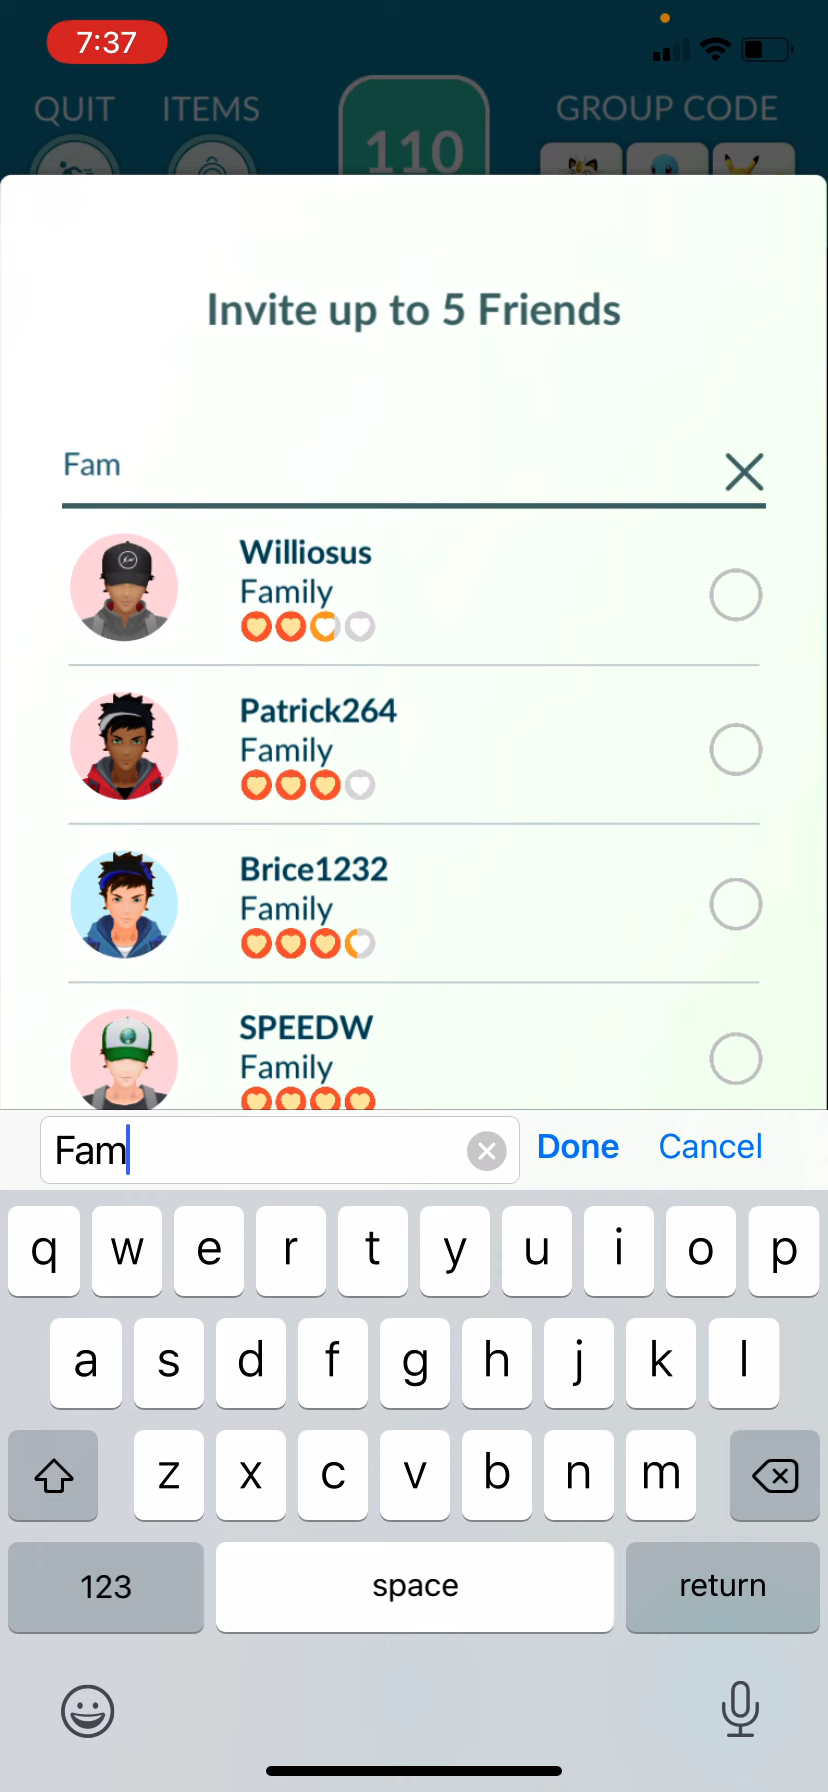 7:37
QUIT ITEMS GROUP CODE
110
Invite up to 5 Friends
Fam
Williosus
Family
Patrick264
Family
Brice1232
Family
SPEEDW
Family
Fam Done Cancel
q w e r t y u i o p
a s d f g h j k l
z x c v b n m
123 space return